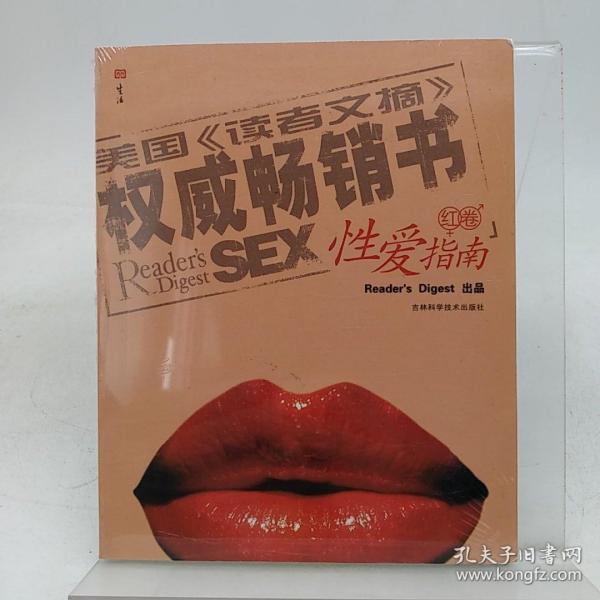 生活
美国《读者文摘》
权威畅销书
Reader's
Digest
SEX
性爱指南
红卷
Reader's Digest 出品
吉林科学技术出版社
孔夫子旧书网
www.kongfz.com